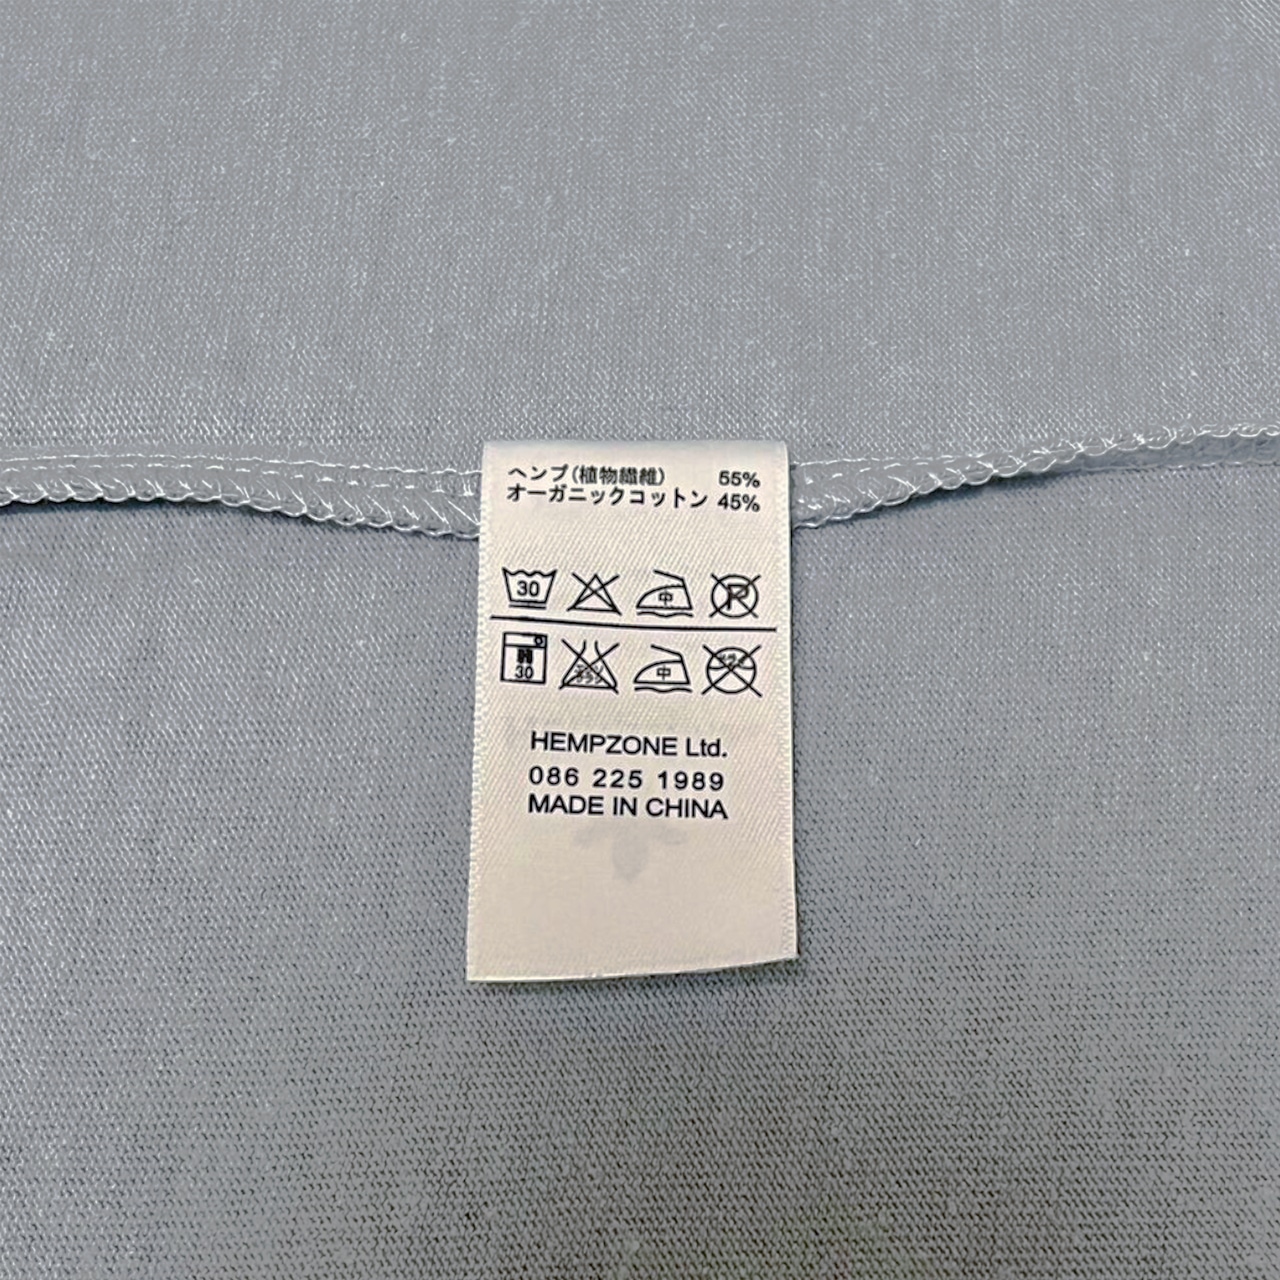 ヘンプ(植物繊維) 55%
オーガニックコットン 45%
30 中 P
30 中
HEMPZONE Ltd.
086 225 1989
MADE IN CHINA